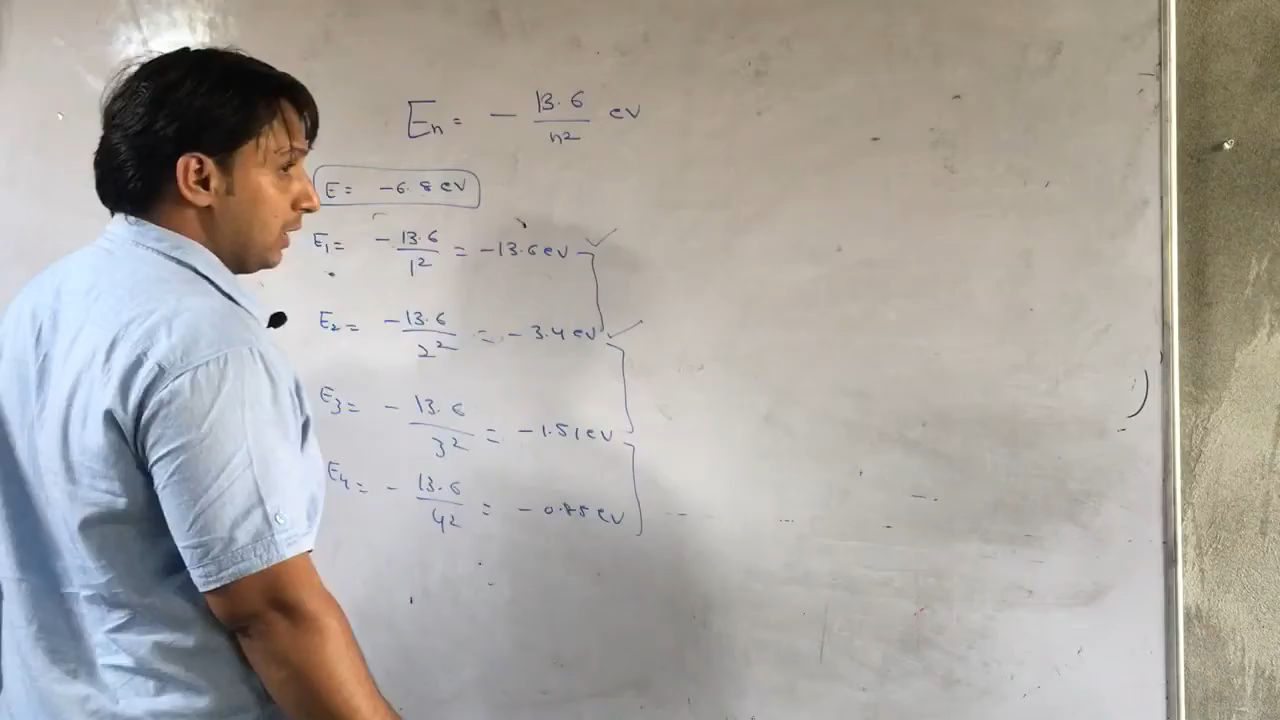 En = - 13.6 / n² ev
E = -6.8 ev
E₁ = -13.6 / 1² = -13.6 ev ✓
E₂ = -13.6 / 2² = -3.4 ev ✓
E₃ = - 13.6 / 3² = -1.51 ev
E₄ = - 13.6 / 4² = -0.85 ev